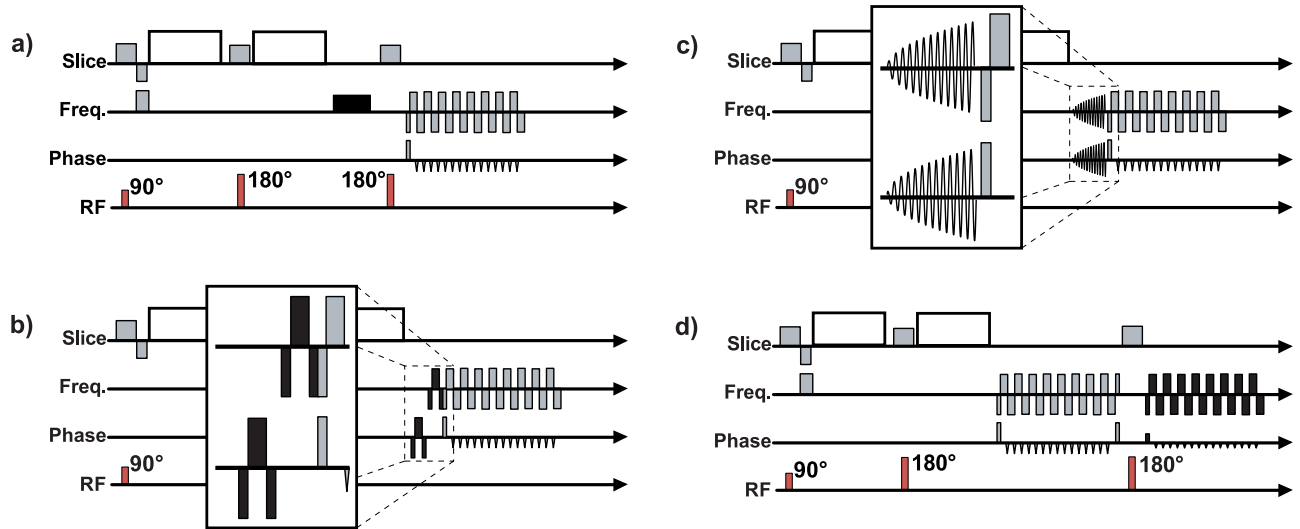 a)
Slice
Freq.
Phase
RF
90°
180°
180°
b)
Slice
Freq.
Phase
RF
90°
c)
Slice
Freq.
Phase
RF
90°
d)
Slice
Freq.
Phase
RF
90°
180°
180°